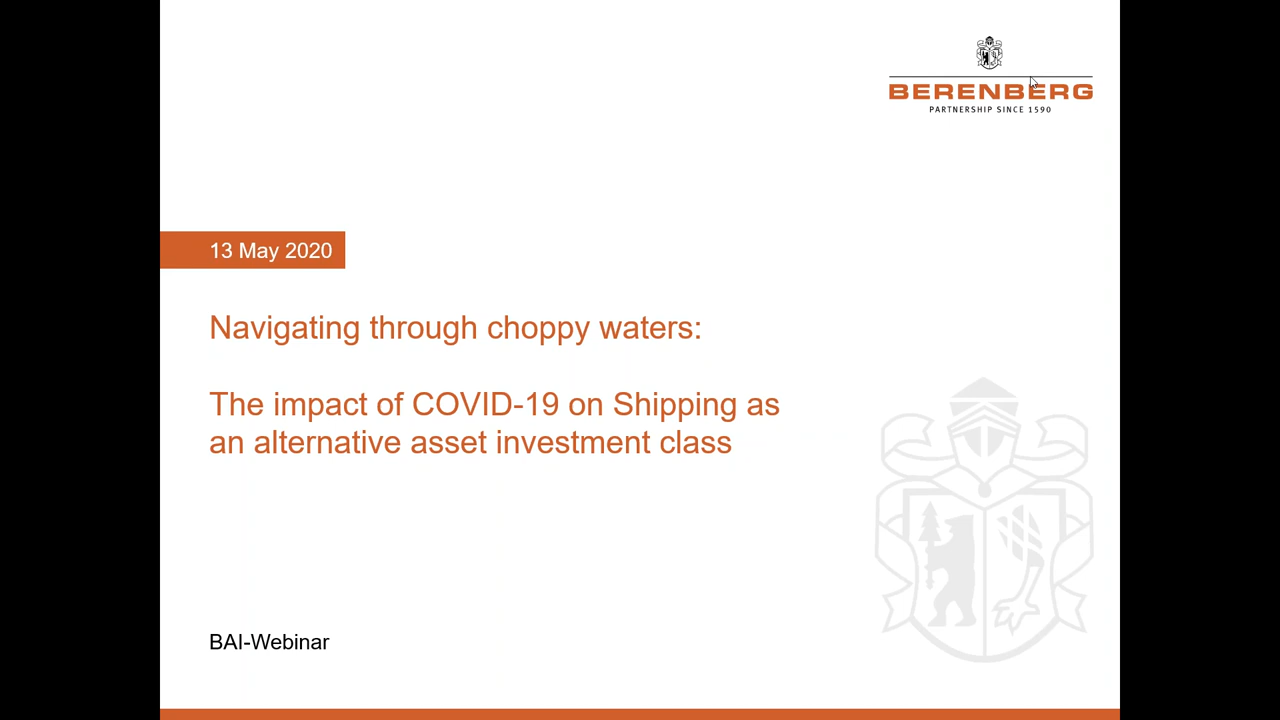 BERENBERG
PARTNERSHIP SINCE 1590
13 May 2020
Navigating through choppy waters:
The impact of COVID-19 on Shipping as
an alternative asset investment class
BAI-Webinar